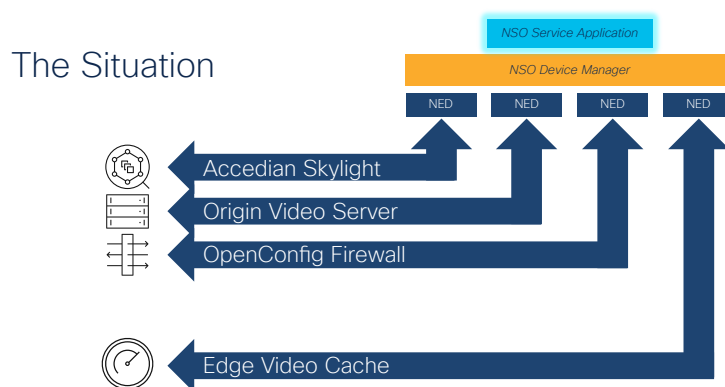 NSO Service Application
The Situation
NSO Device Manager
NED NED NED NED
Accedian Skylight
Origin Video Server
OpenConfig Firewall
Edge Video Cache